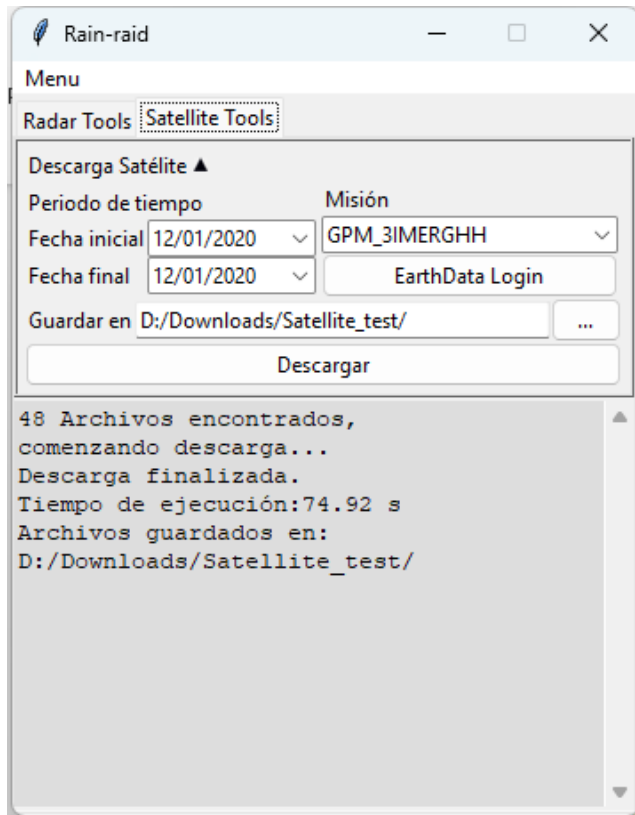 Rain-raid
Menu
Radar Tools Satellite Tools
Descarga Satélite ▲
Periodo de tiempo Misión
Fecha inicial 12/01/2020 GPM_3IMERGHH
Fecha final 12/01/2020 EarthData Login
Guardar en D:/Downloads/Satellite_test/ ...
Descargar
48 Archivos encontrados,
comenzando descarga...
Descarga finalizada.
Tiempo de ejecución:74.92 s
Archivos guardados en:
D:/Downloads/Satellite_test/